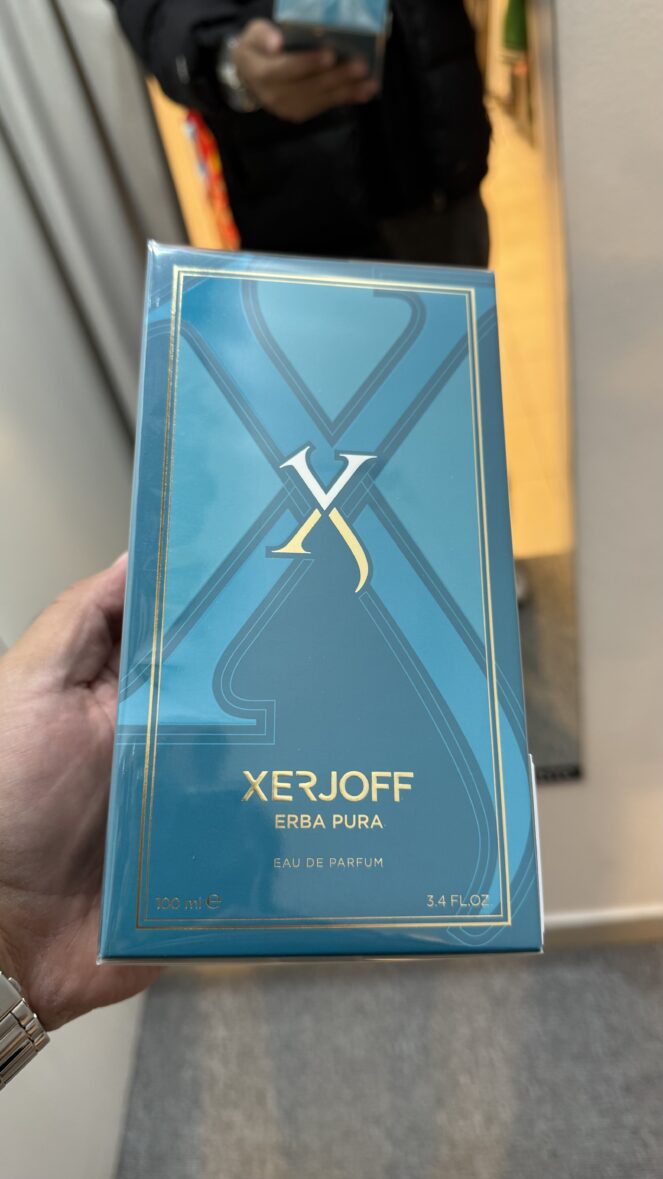 XERJOFF
ERBA PURA
EAU DE PARFUM
100 ml ℮ 3.4 FL.OZ